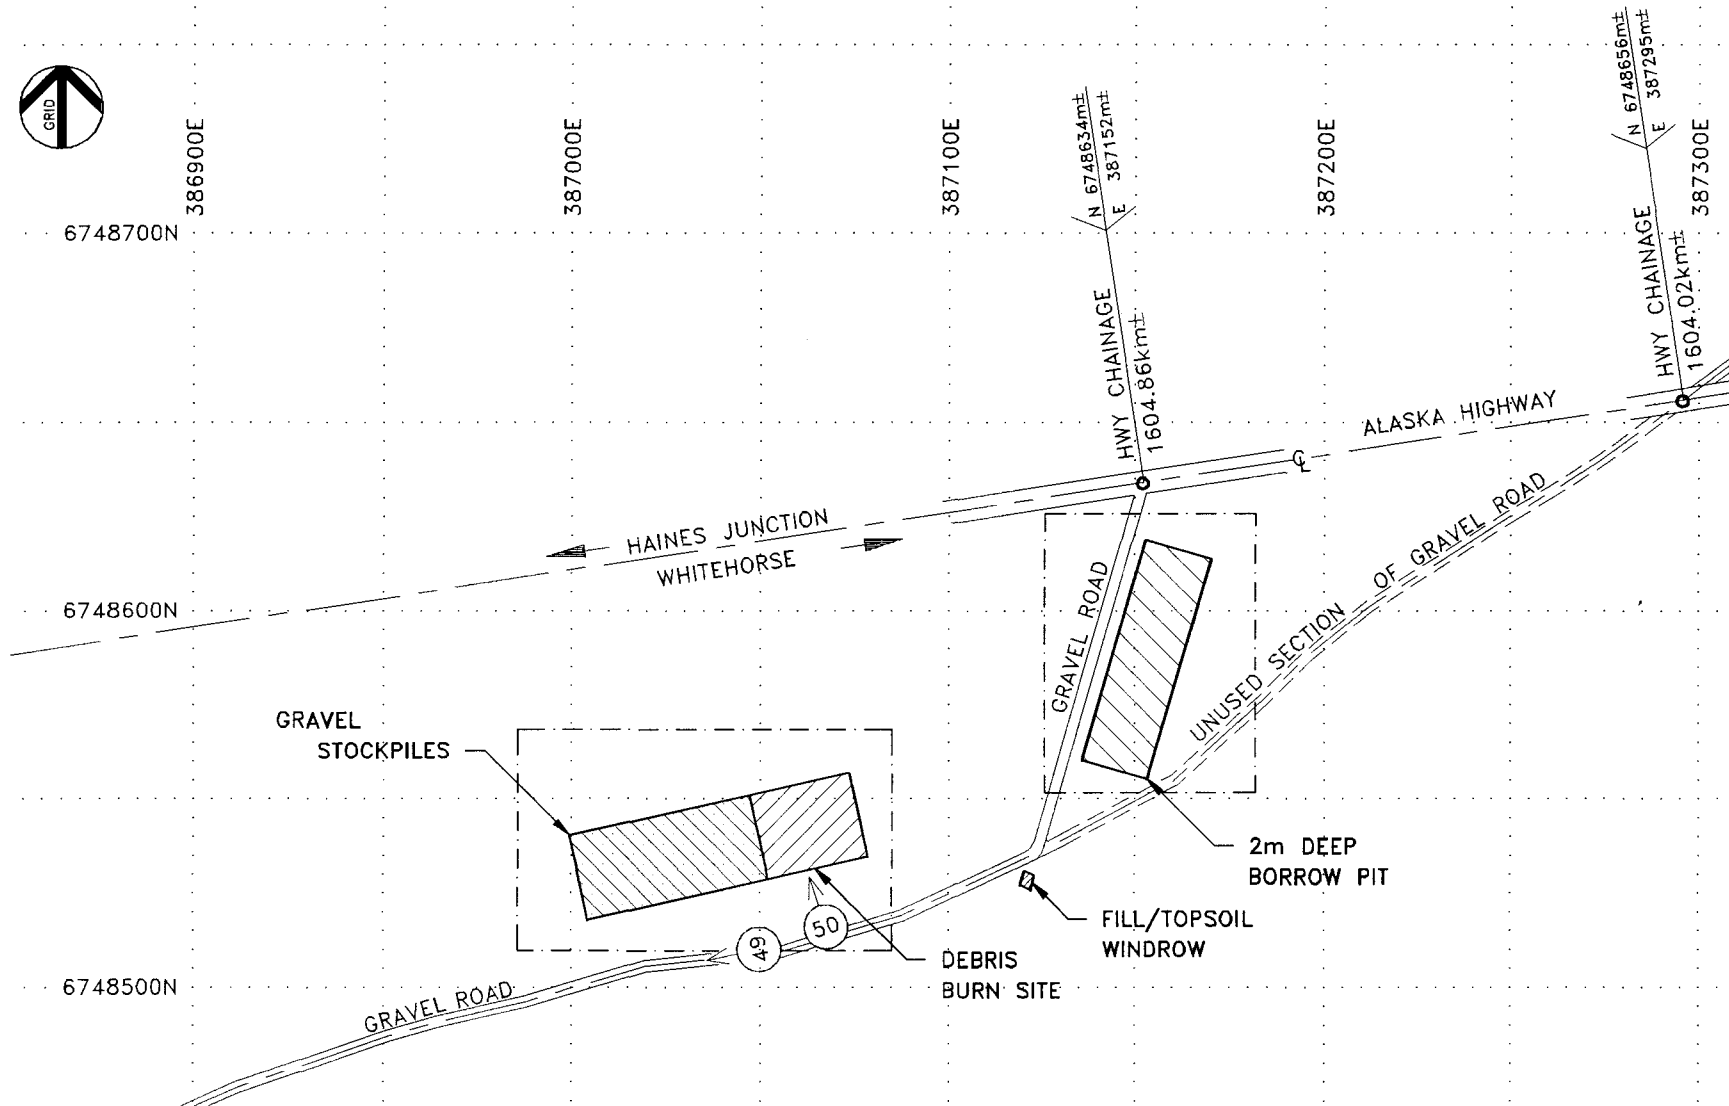 GRID
386900E
387000E
387100E
387200E
387300E
N 6748634m±
E 387152m±
N 6748656m±
E 387295m±
6748700N
HWY CHAINAGE
1604.86km±
HWY CHAINAGE
1604.02km±
ALASKA HIGHWAY
℄
HAINES JUNCTION
WHITEHORSE
6748600N
GRAVEL ROAD
UNUSED SECTION OF GRAVEL ROAD
GRAVEL
STOCKPILES
2m DEEP
BORROW PIT
FILL/TOPSOIL
WINDROW
50
49
DEBRIS
BURN SITE
6748500N
GRAVEL ROAD